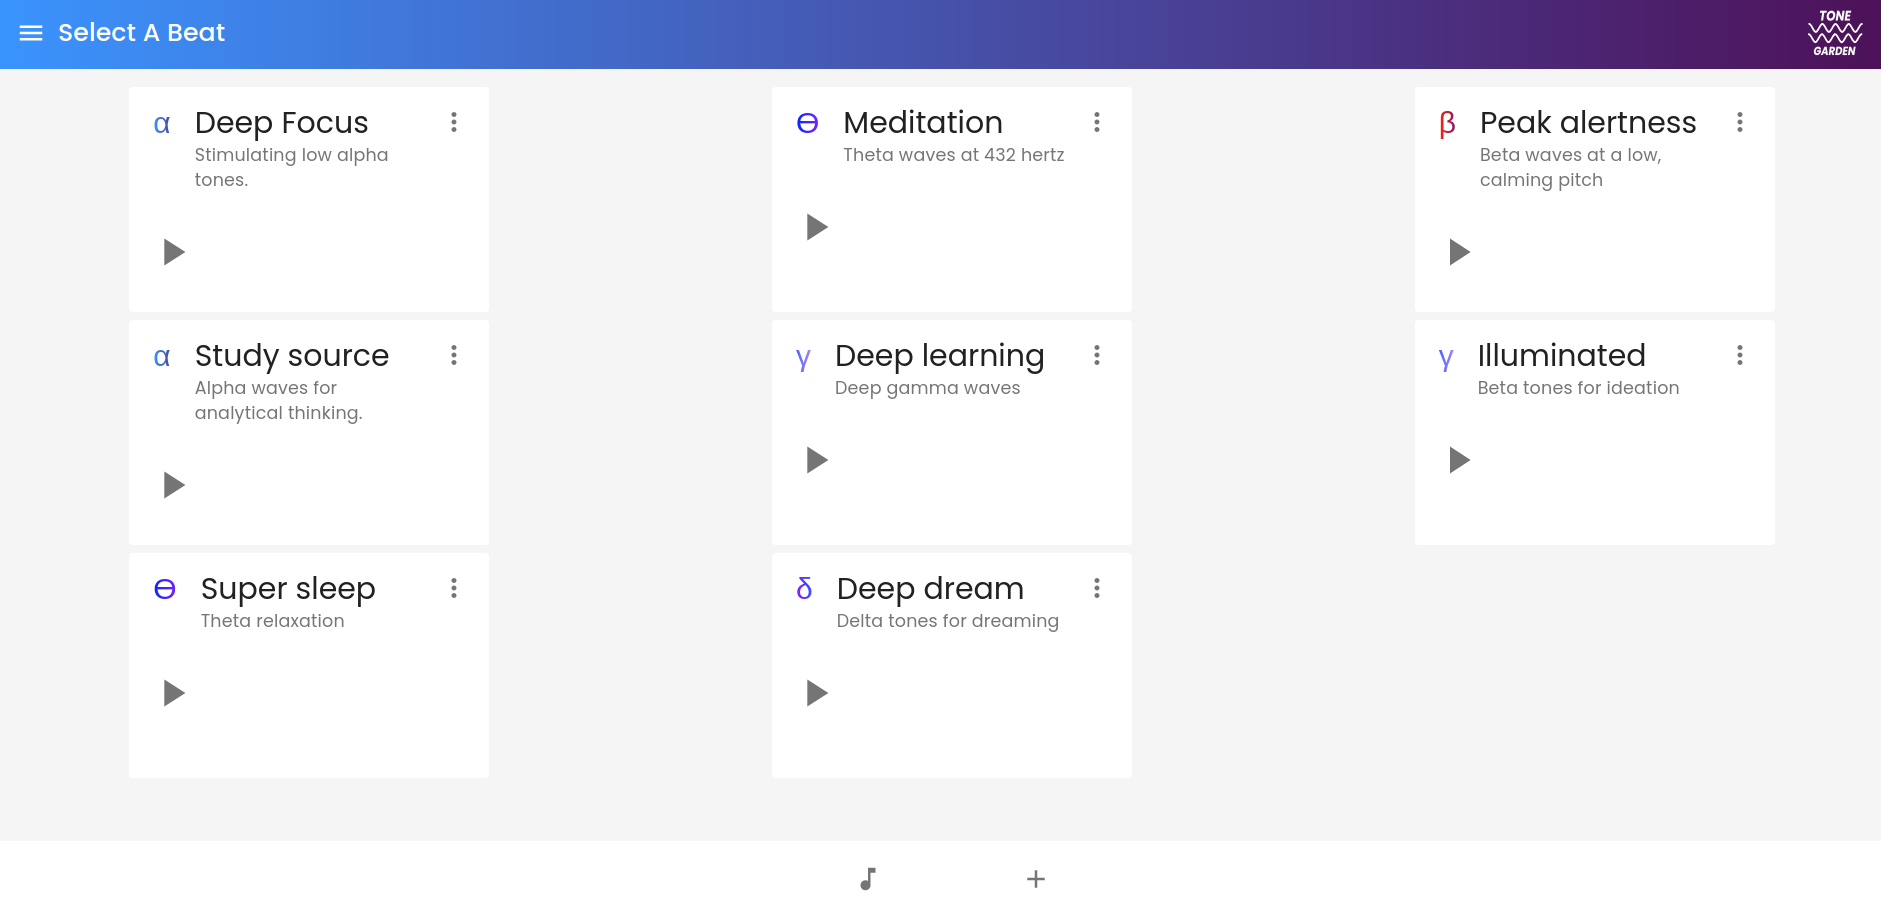 Select A Beat
TONE
GARDEN
α Deep Focus
Stimulating low alpha
tones.
ϴ Meditation
Theta waves at 432 hertz
β Peak alertness
Beta waves at a low,
calming pitch
α Study source
Alpha waves for
analytical thinking.
γ Deep learning
Deep gamma waves
γ Illuminated
Beta tones for ideation
ϴ Super sleep
Theta relaxation
δ Deep dream
Delta tones for dreaming